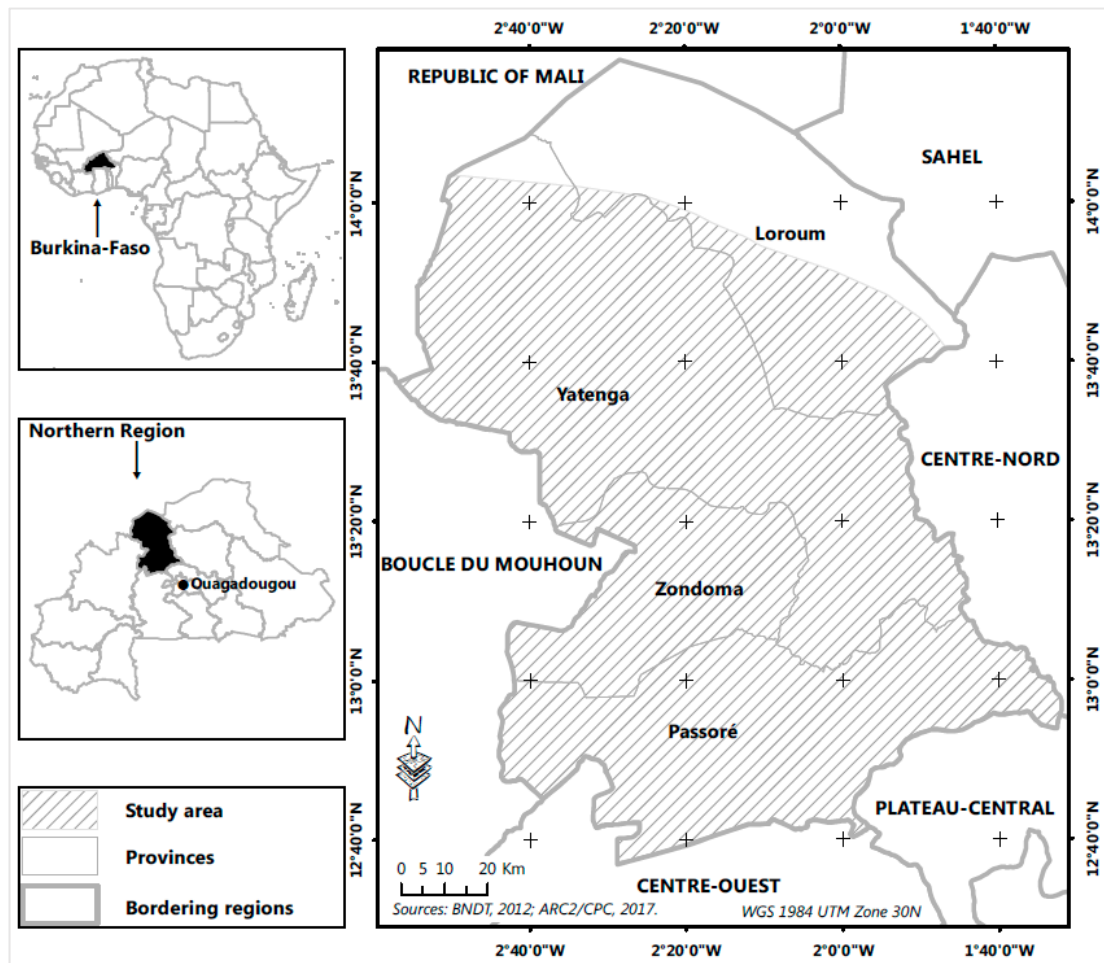 Burkina-Faso
Northern Region
Ouagadougou
Study area
Provinces
Bordering regions
2°40'0"W
2°20'0"W
2°0'0"W
1°40'0"W
14°0'0"N
13°40'0"N
13°20'0"N
13°0'0"N
12°40'0"N
REPUBLIC OF MALI
SAHEL
Loroum
Yatenga
CENTRE-NORD
BOUCLE DU MOUHOUN
Zondoma
Passoré
N
PLATEAU-CENTRAL
0 5 10 20 Km
CENTRE-OUEST
Sources: BNDT, 2012; ARC2/CPC, 2017.
WGS 1984 UTM Zone 30N
14°0'0"N
13°40'0"N
13°20'0"N
13°0'0"N
12°40'0"N
2°40'0"W
2°20'0"W
2°0'0"W
1°40'0"W